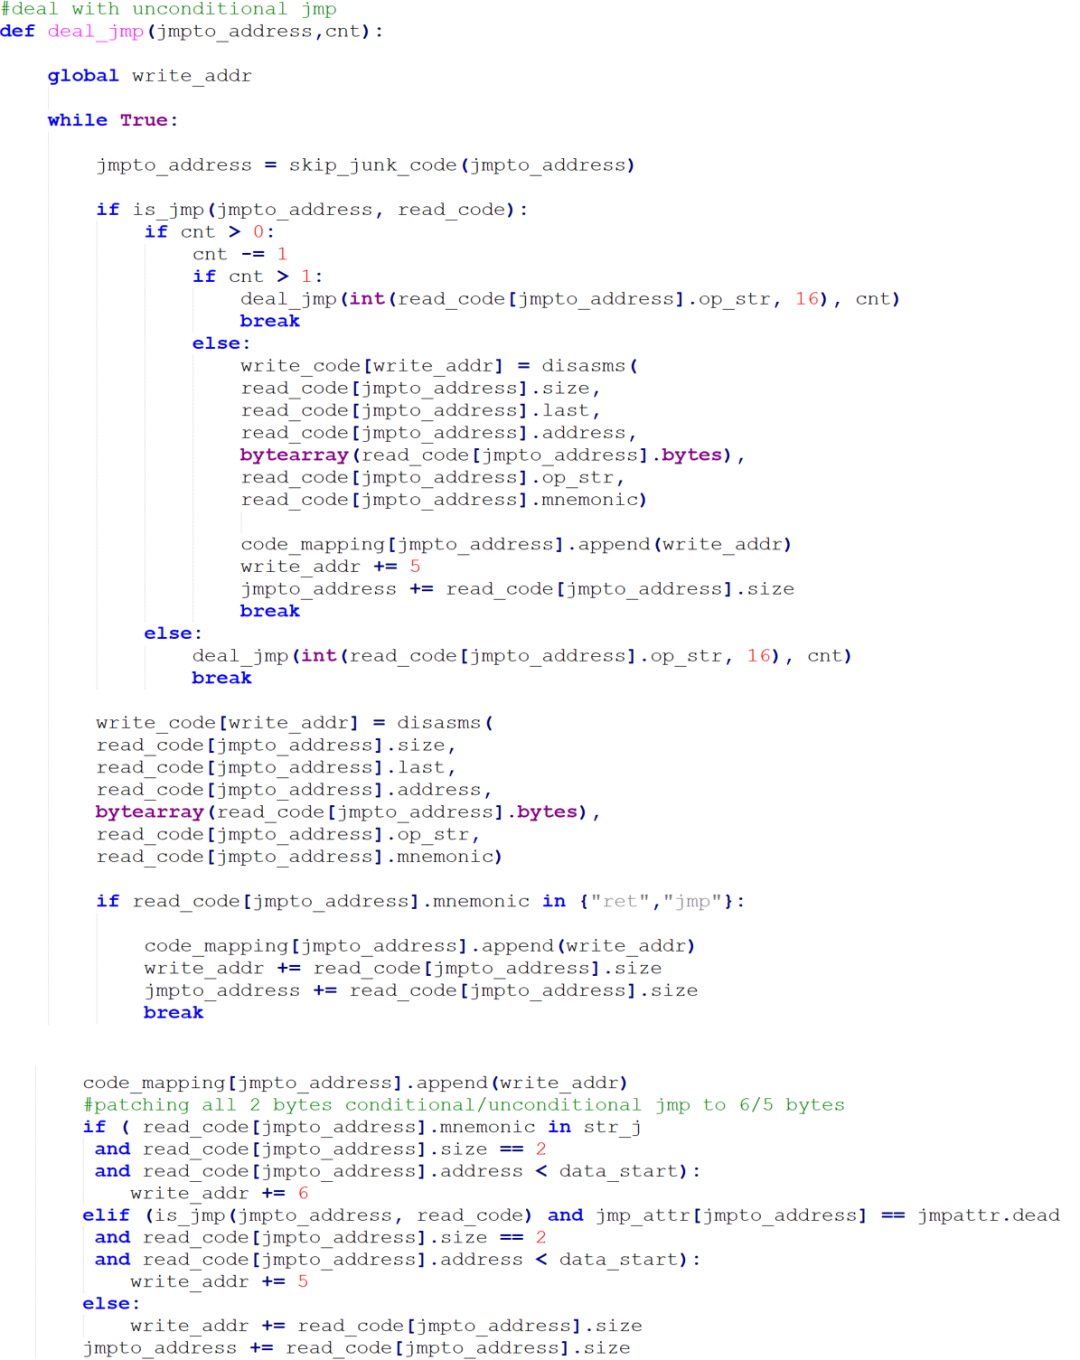 #deal with unconditional jmp
def deal_jmp(jmpto_address,cnt):
global write_addr
while True:
jmpto_address = skip_junk_code(jmpto_address)
if is_jmp(jmpto_address, read_code):
if cnt > 0:
cnt -= 1
if cnt > 1:
deal_jmp(int(read_code[jmpto_address].op_str, 16), cnt)
break
else:
write_code[write_addr] = disasms(
read_code[jmpto_address].size,
read_code[jmpto_address].last,
read_code[jmpto_address].address,
bytearray(read_code[jmpto_address].bytes),
read_code[jmpto_address].op_str,
read_code[jmpto_address].mnemonic)
code_mapping[jmpto_address].append(write_addr)
write_addr += 5
jmpto_address += read_code[jmpto_address].size
break
else:
deal_jmp(int(read_code[jmpto_address].op_str, 16), cnt)
break
write_code[write_addr] = disasms(
read_code[jmpto_address].size,
read_code[jmpto_address].last,
read_code[jmpto_address].address,
bytearray(read_code[jmpto_address].bytes),
read_code[jmpto_address].op_str,
read_code[jmpto_address].mnemonic)
if read_code[jmpto_address].mnemonic in {"ret","jmp"}:
code_mapping[jmpto_address].append(write_addr)
write_addr += read_code[jmpto_address].size
jmpto_address += read_code[jmpto_address].size
break
code_mapping[jmpto_address].append(write_addr)
#patching all 2 bytes conditional/unconditional jmp to 6/5 bytes
if ( read_code[jmpto_address].mnemonic in str_j
and read_code[jmpto_address].size == 2
and read_code[jmpto_address].address < data_start):
write_addr += 6
elif (is_jmp(jmpto_address, read_code) and jmp_attr[jmpto_address] == jmpattr.dead
and read_code[jmpto_address].size == 2
and read_code[jmpto_address].address < data_start):
write_addr += 5
else:
write_addr += read_code[jmpto_address].size
jmpto_address += read_code[jmpto_address].size